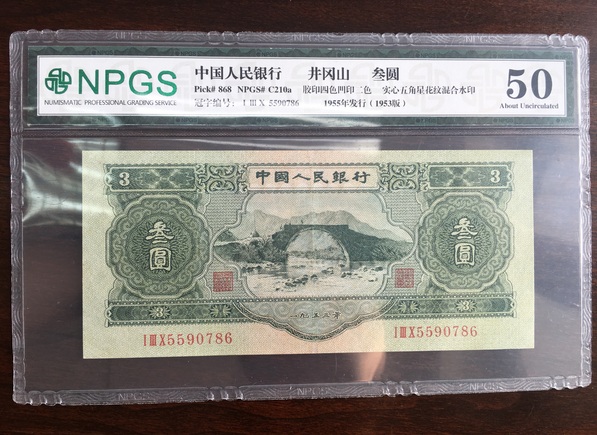 NPGS
NUMISMATIC PROFESSIONAL GRADING SERVICE
中国人民银行 井冈山 叁圆
Pick# 868 NPGS# C210a 胶印四色凹印二色 实心五角星花纹混合水印
冠字编号: I III X 5590786 1955年发行(1953版)
50
About Uncirculated
3 中國人民銀行 3
叁圓 叁圓
一九五三年
3 3
I III X 5590786 I III X 5590786